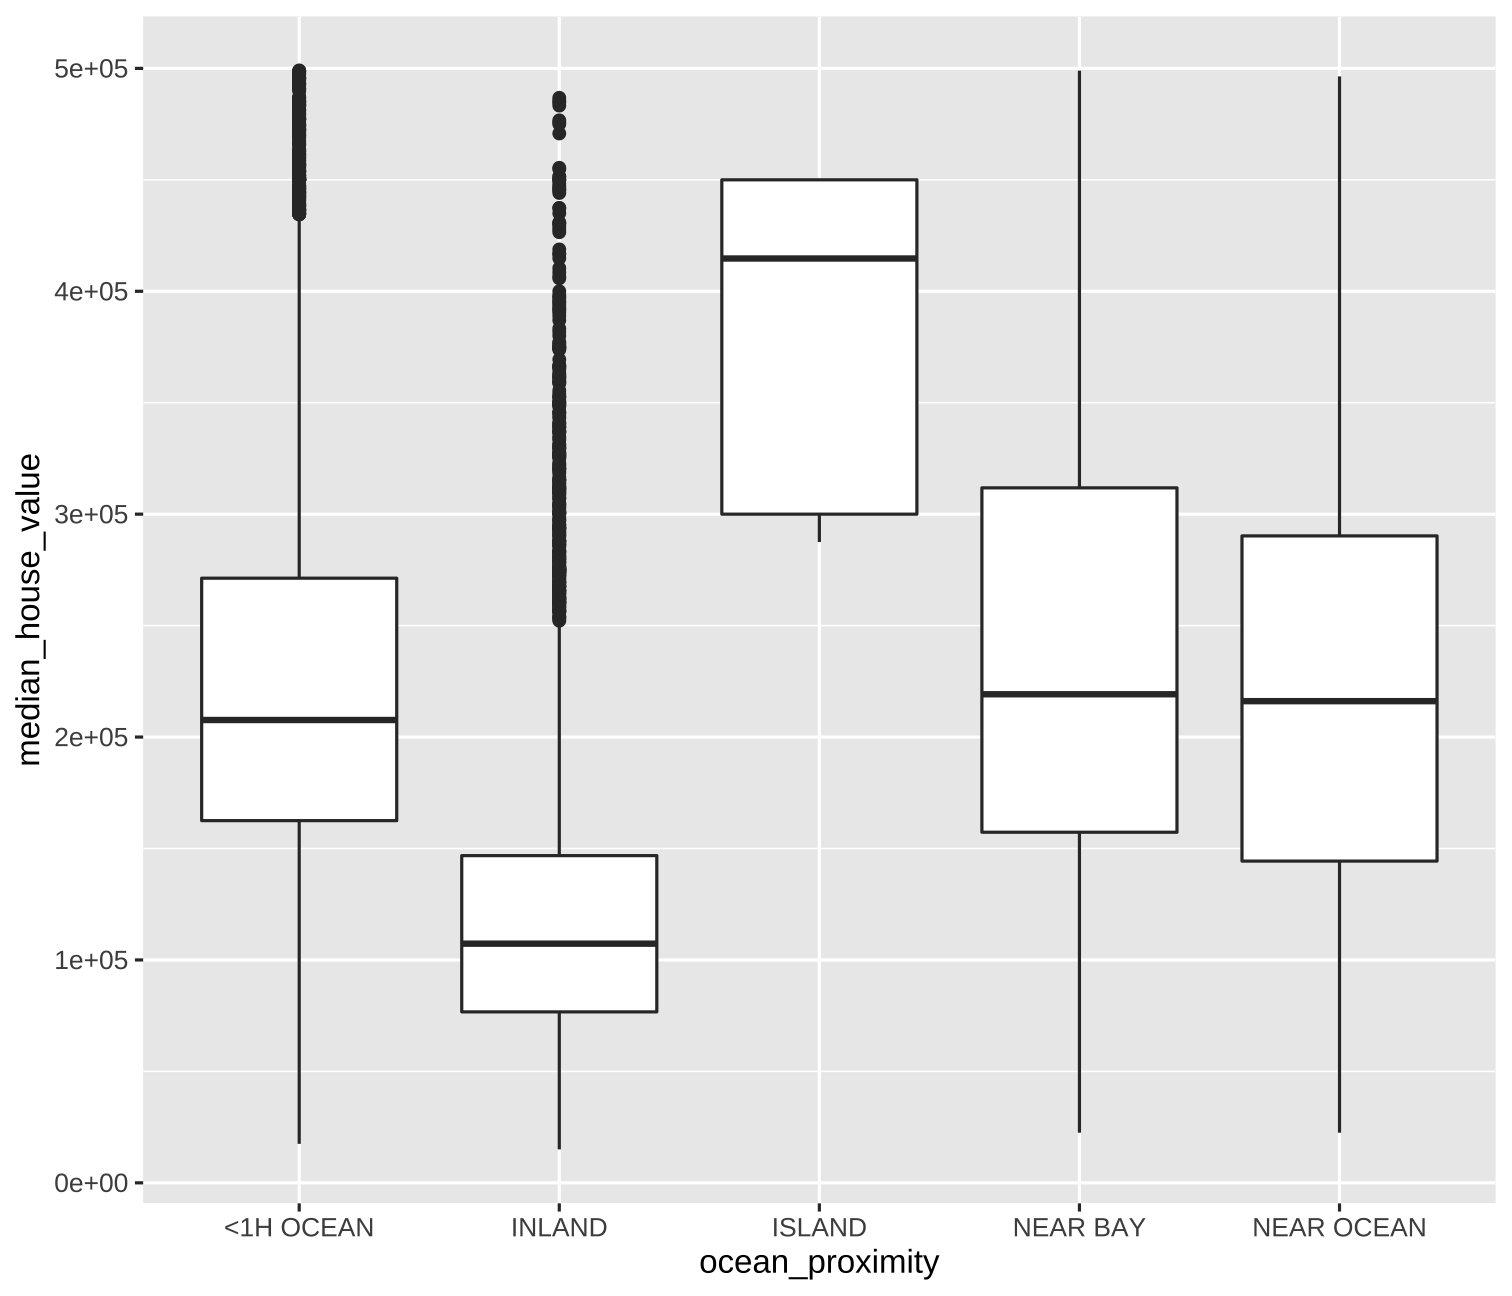 median_house_value
5e+05
4e+05
3e+05
2e+05
1e+05
0e+00
<1H OCEAN INLAND ISLAND NEAR BAY NEAR OCEAN
ocean_proximity